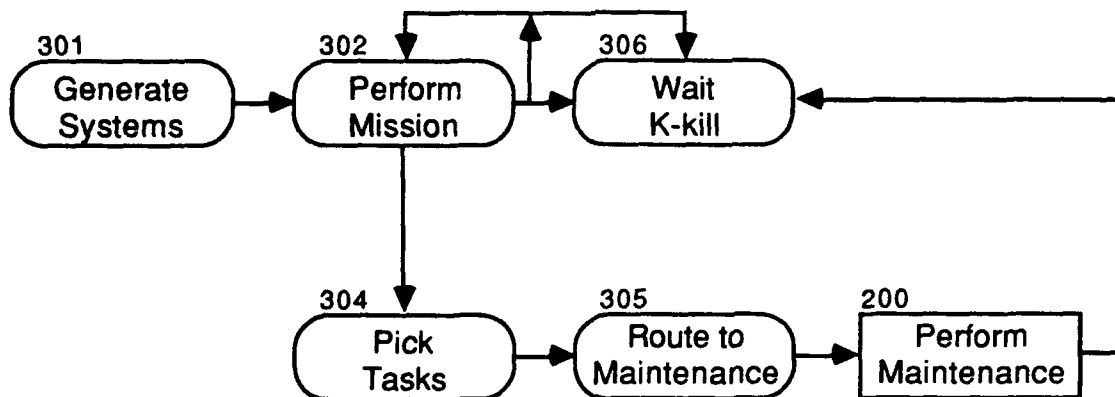 301
Generate
Systems
302
Perform
Mission
306
Wait
K-kill
304
Pick
Tasks
305
Route to
Maintenance
200
Perform
Maintenance